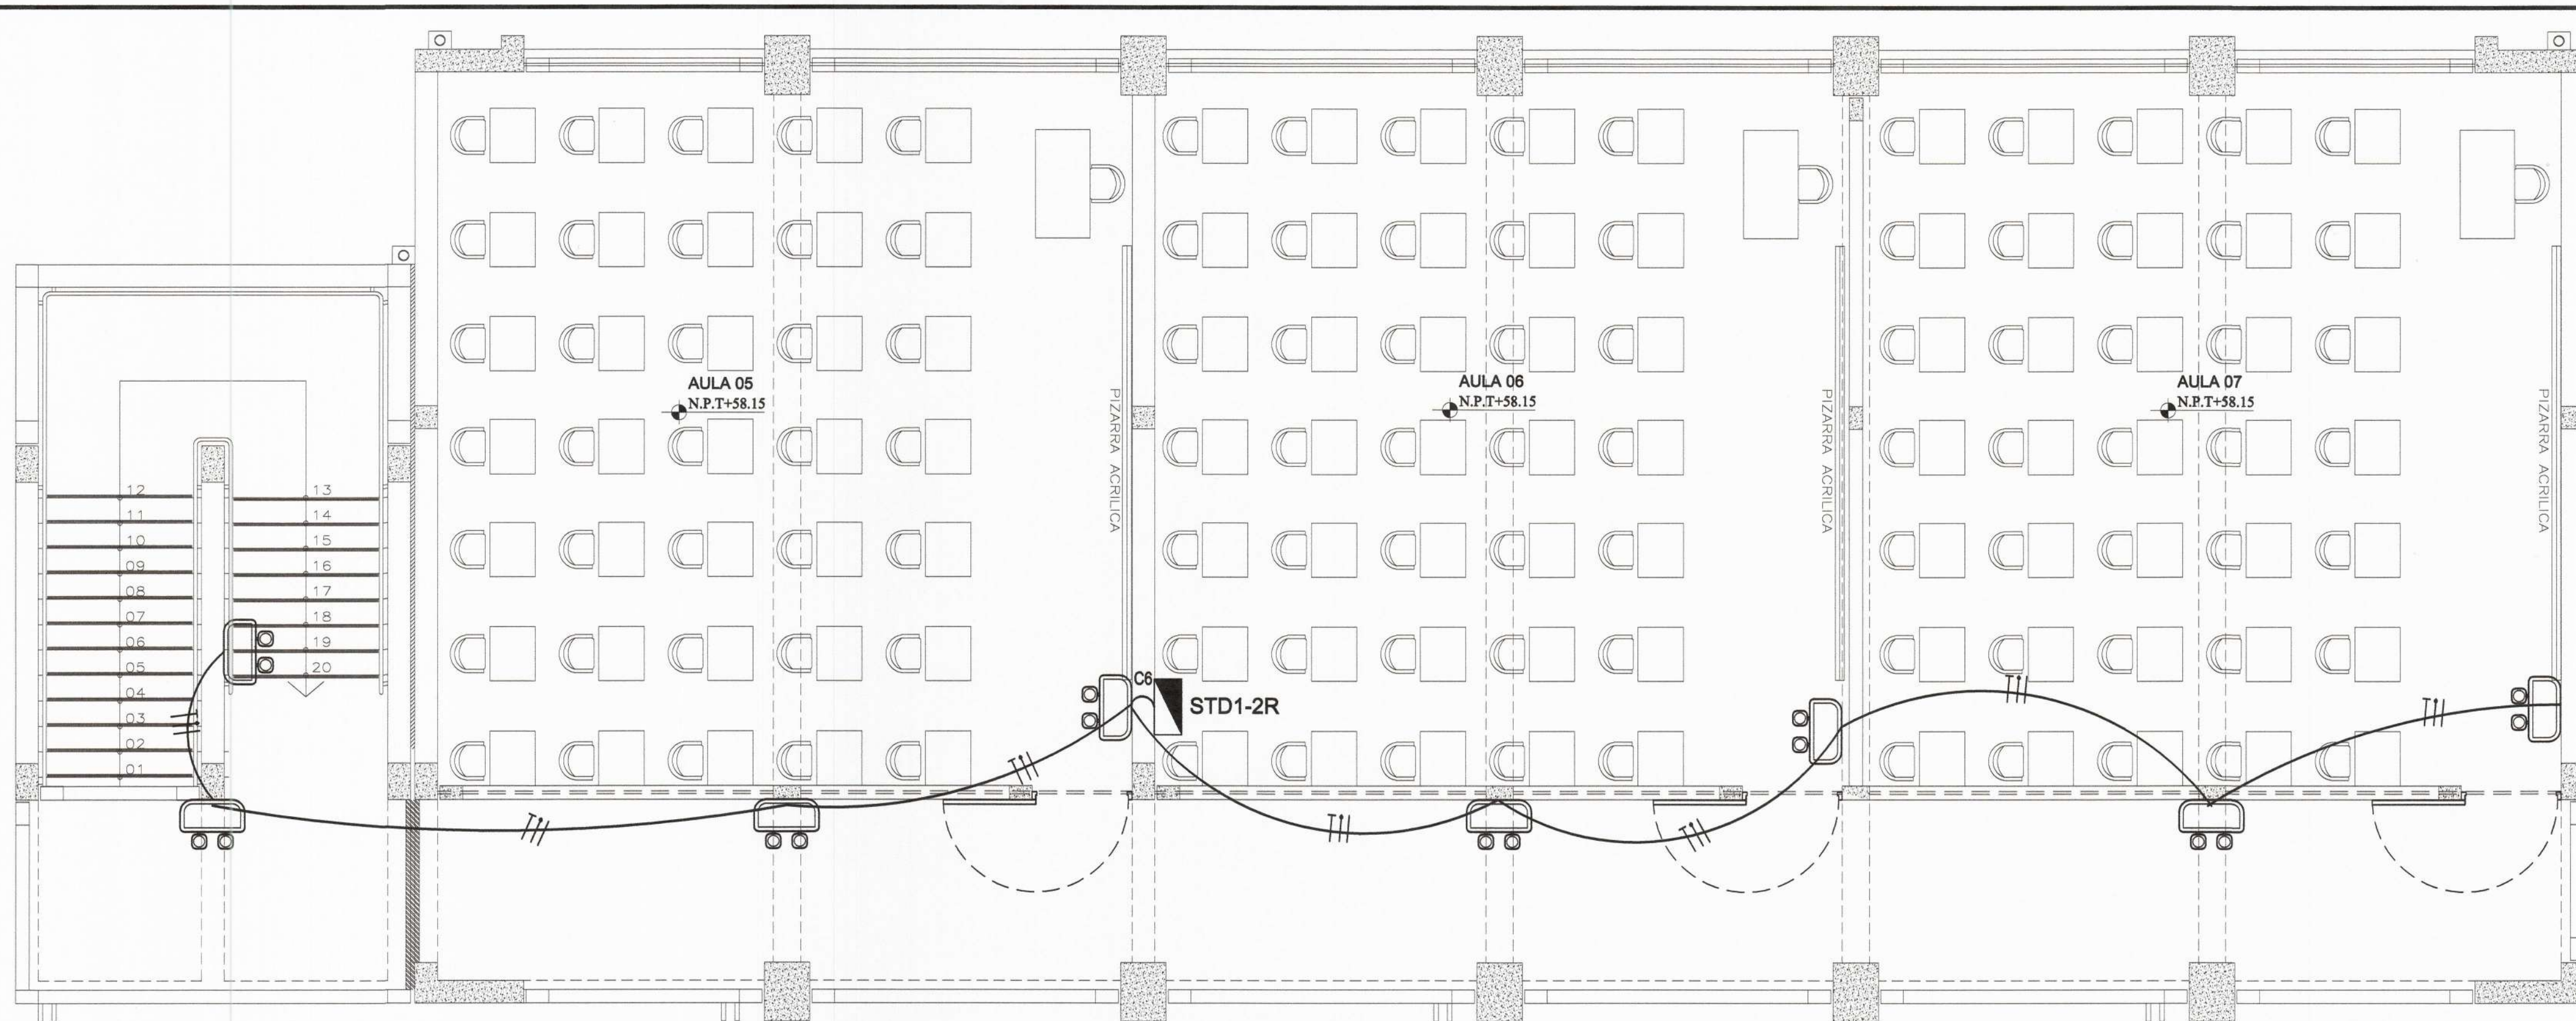 AULA 05
N.P.T+58.15
AULA 06
N.P.T+58.15
AULA 07
N.P.T+58.15
PIZARRA ACRILICA
PIZARRA ACRILICA
PIZARRA ACRILICA
12
11
10
09
08
07
06
05
04
03
02
01
13
14
15
16
17
18
19
20
C6
STD1-2R